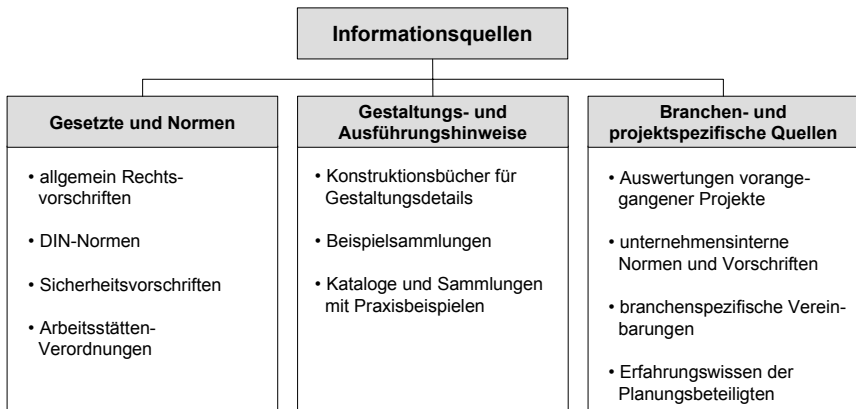 Informationsquellen
Gesetzte und Normen
• allgemein Rechts-
vorschriften
• DIN-Normen
• Sicherheitsvorschriften
• Arbeitsstätten-
Verordnungen
Gestaltungs- und
Ausführungshinweise
• Konstruktionsbücher für
Gestaltungsdetails
• Beispielsammlungen
• Kataloge und Sammlungen
mit Praxisbeispielen
Branchen- und
projektspezifische Quellen
• Auswertungen vorange-
gangener Projekte
• unternehmensinterne
Normen und Vorschriften
• branchenspezifische Verein-
barungen
• Erfahrungswissen der
Planungsbeteiligten